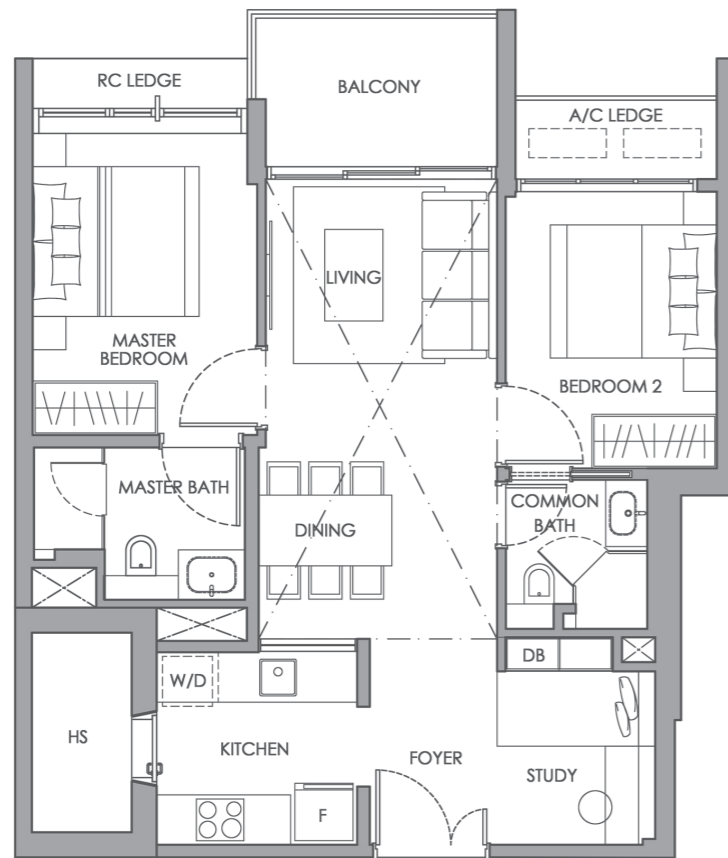 RC LEDGE
BALCONY
A/C LEDGE
LIVING
MASTER
BEDROOM
BEDROOM 2
MASTER BATH
COMMON
BATH
DINING
DB
W/D
HS
KITCHEN
FOYER
STUDY
F